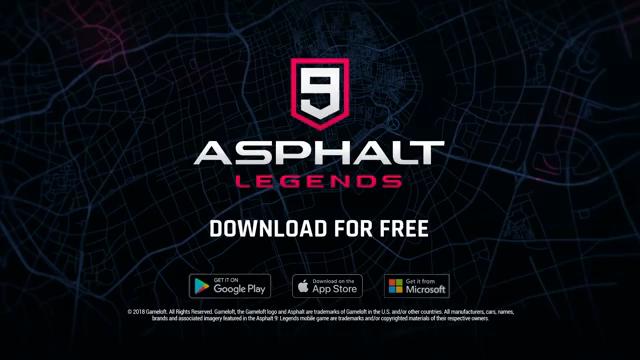 9
ASPHALT
LEGENDS
DOWNLOAD FOR FREE
GET IT ON
Google Play
Download on the
App Store
Get it from
Microsoft
© 2018 Gameloft. All Rights Reserved. Gameloft, the Gameloft logo and Asphalt are trademarks of Gameloft in the U.S. and/or other countries. All manufacturers, cars, names,
brands and associated imagery featured in the Asphalt 9: Legends mobile game are trademarks and/or copyrighted materials of their respective owners.